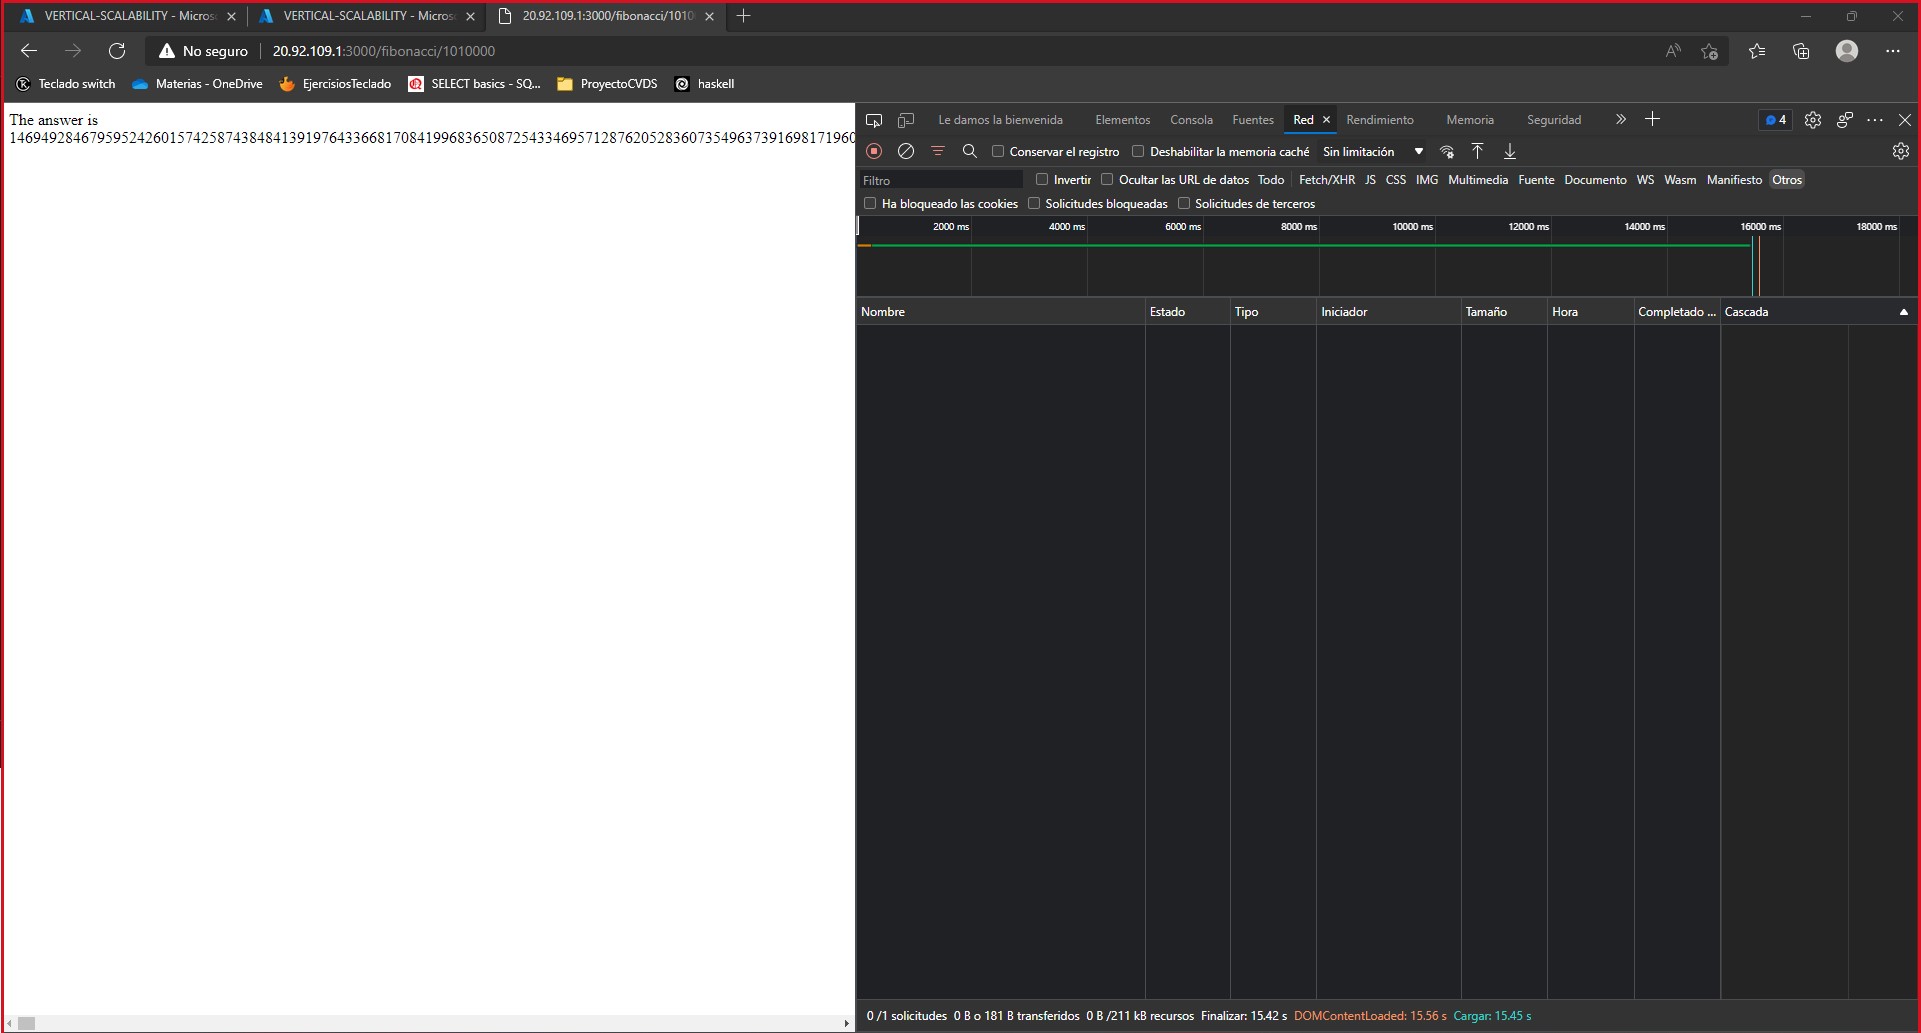 VERTICAL-SCALABILITY - Micros
VERTICAL-SCALABILITY - Micros
20.92.109.1:3000/fibonacci/1010
No seguro
20.92.109.1:3000/fibonacci/1010000
Teclado switch
Materias - OneDrive
EjercisiosTeclado
SELECT basics - SQ...
ProyectoCVDS
haskell
The answer is
1469492846795952426015742587438484139197643366817084199683650872543346957128762052836073549637391698171960
Le damos la bienvenida Elementos Consola Fuentes Red Rendimiento Memoria Seguridad 4
Conservar el registro Deshabilitar la memoria caché Sin limitación
Filtro Invertir Ocultar las URL de datos Todo Fetch/XHR JS CSS IMG Multimedia Fuente Documento WS Wasm Manifiesto Otros
Ha bloqueado las cookies Solicitudes bloqueadas Solicitudes de terceros
2000 ms 4000 ms 6000 ms 8000 ms 10000 ms 12000 ms 14000 ms 16000 ms 18000 ms
Nombre Estado Tipo Iniciador Tamaño Hora Completado ... Cascada
0 /1 solicitudes 0 B o 181 B transferidos 0 B /211 kB recursos Finalizar: 15.42 s DOMContentLoaded: 15.56 s Cargar: 15.45 s